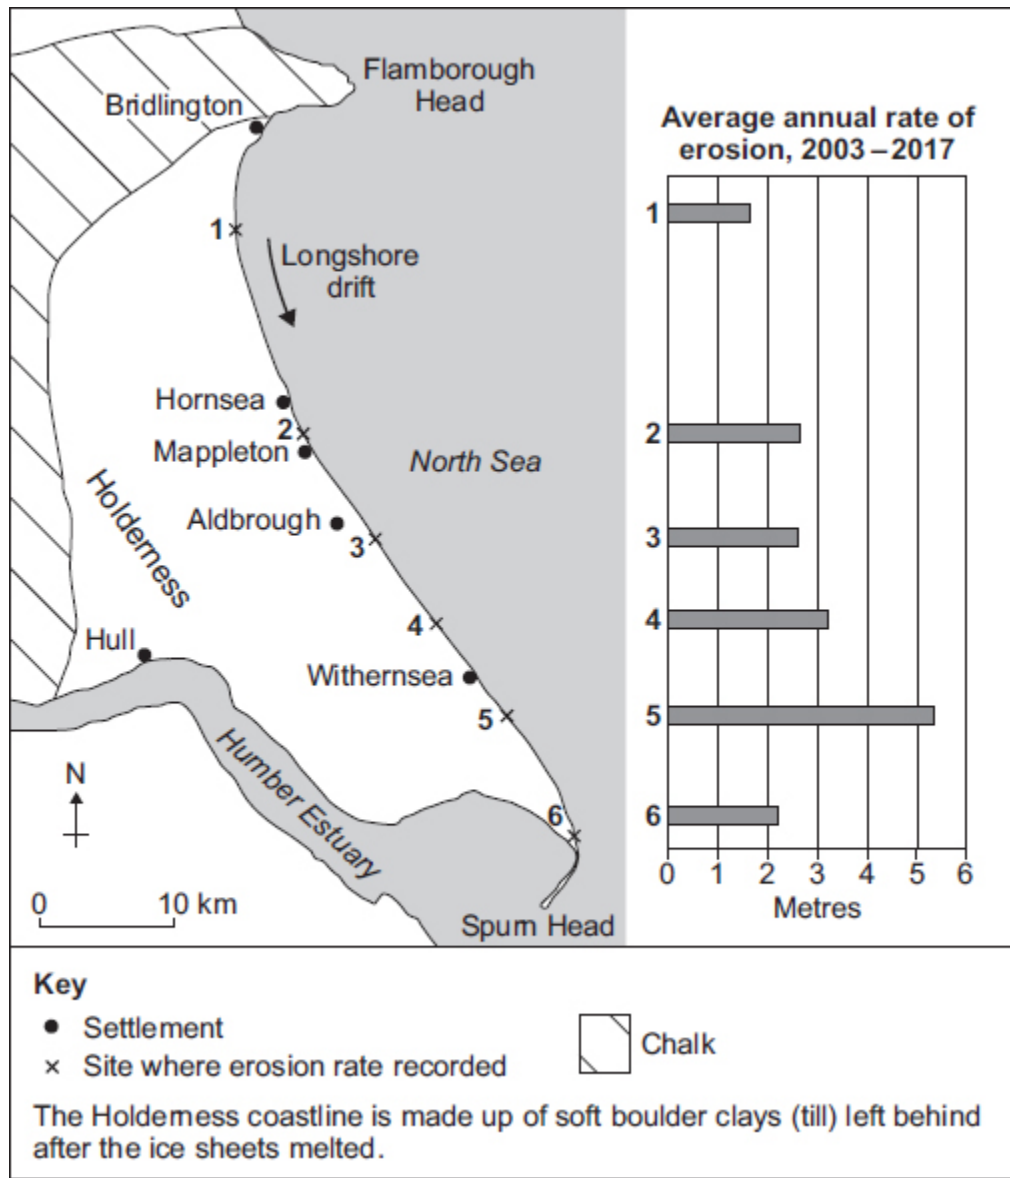 Flamborough
Head
Bridlington
Average annual rate of
erosion, 2003–2017
1
Longshore
drift
Hornsea
2
Mappleton
North Sea
Aldbrough
3
Holderness
4
Hull
Withernsea
5
Humber Estuary
6
N
0 10 km
Spurn Head
1
2
3
4
5
6
0 1 2 3 4 5 6
Metres
Key
Settlement
Site where erosion rate recorded
Chalk
The Holderness coastline is made up of soft boulder clays (till) left behind
after the ice sheets melted.